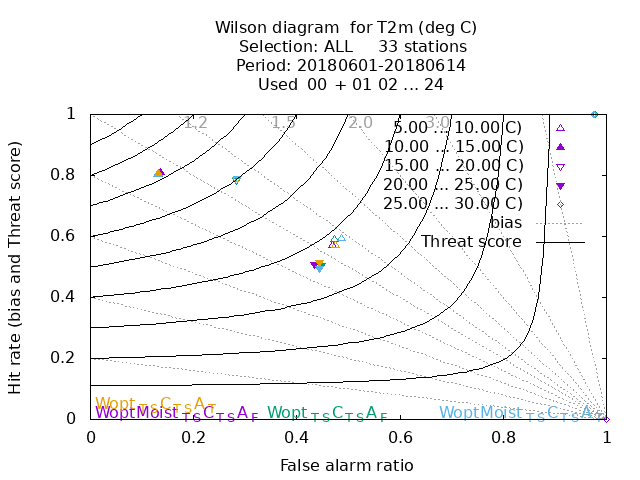 Wilson diagram  for T2m (deg C)
Selection: ALL     33 stations
Period: 20180601-20180614
Used  00 + 01 02 ... 24
Hit rate (bias and Threat score)
1
0.8
0.6
0.4
0.2
0
1.2
1.5
2.0
3.0
5.00 ... 10.00 C)
10.00 ... 15.00 C)
15.00 ... 20.00 C)
20.00 ... 25.00 C)
25.00 ... 30.00 C)
bias
Threat score
Wopt_TSC_TSA_T
WoptMoist_TSC_TSA_F
Wopt_TSC_TSF
WoptMoist_TSC_TSA_T
0 0.2 0.4 0.6 0.8 1
False alarm ratio